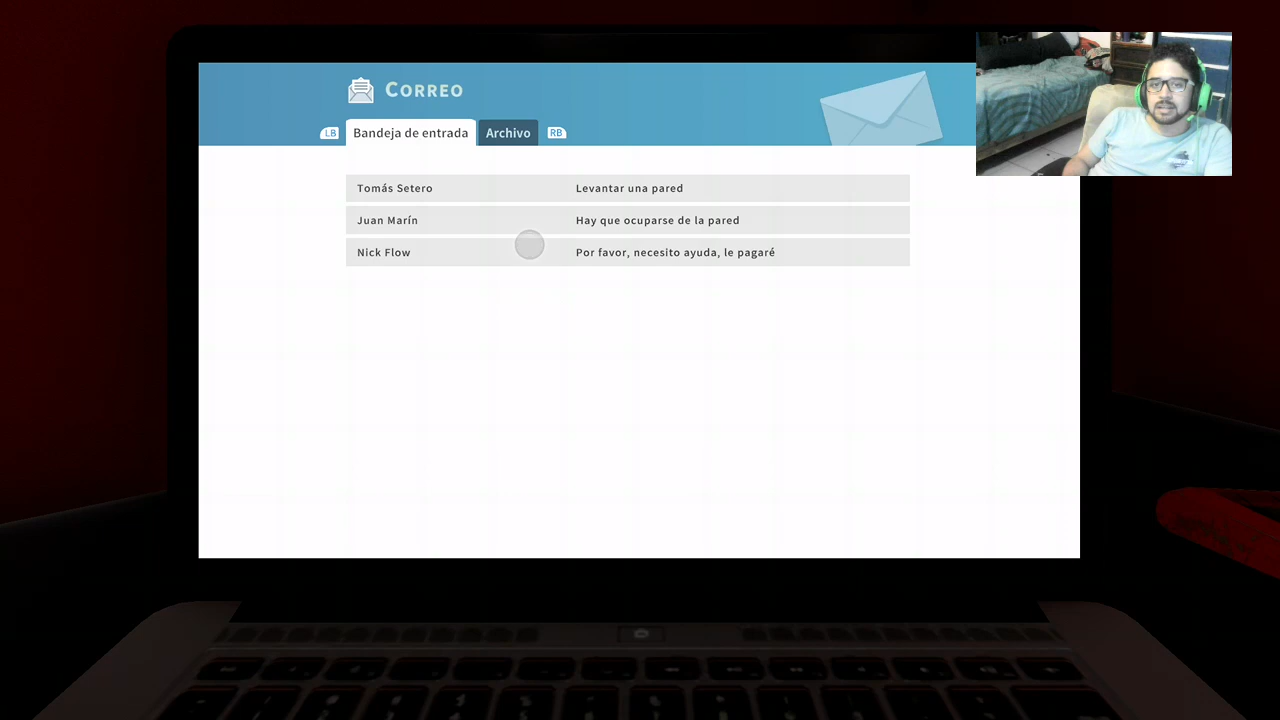 CORREO
LB Bandeja de entrada Archivo RB
Tomás Setero Levantar una pared
Juan Marín Hay que ocuparse de la pared
Nick Flow Por favor, necesito ayuda, le pagaré